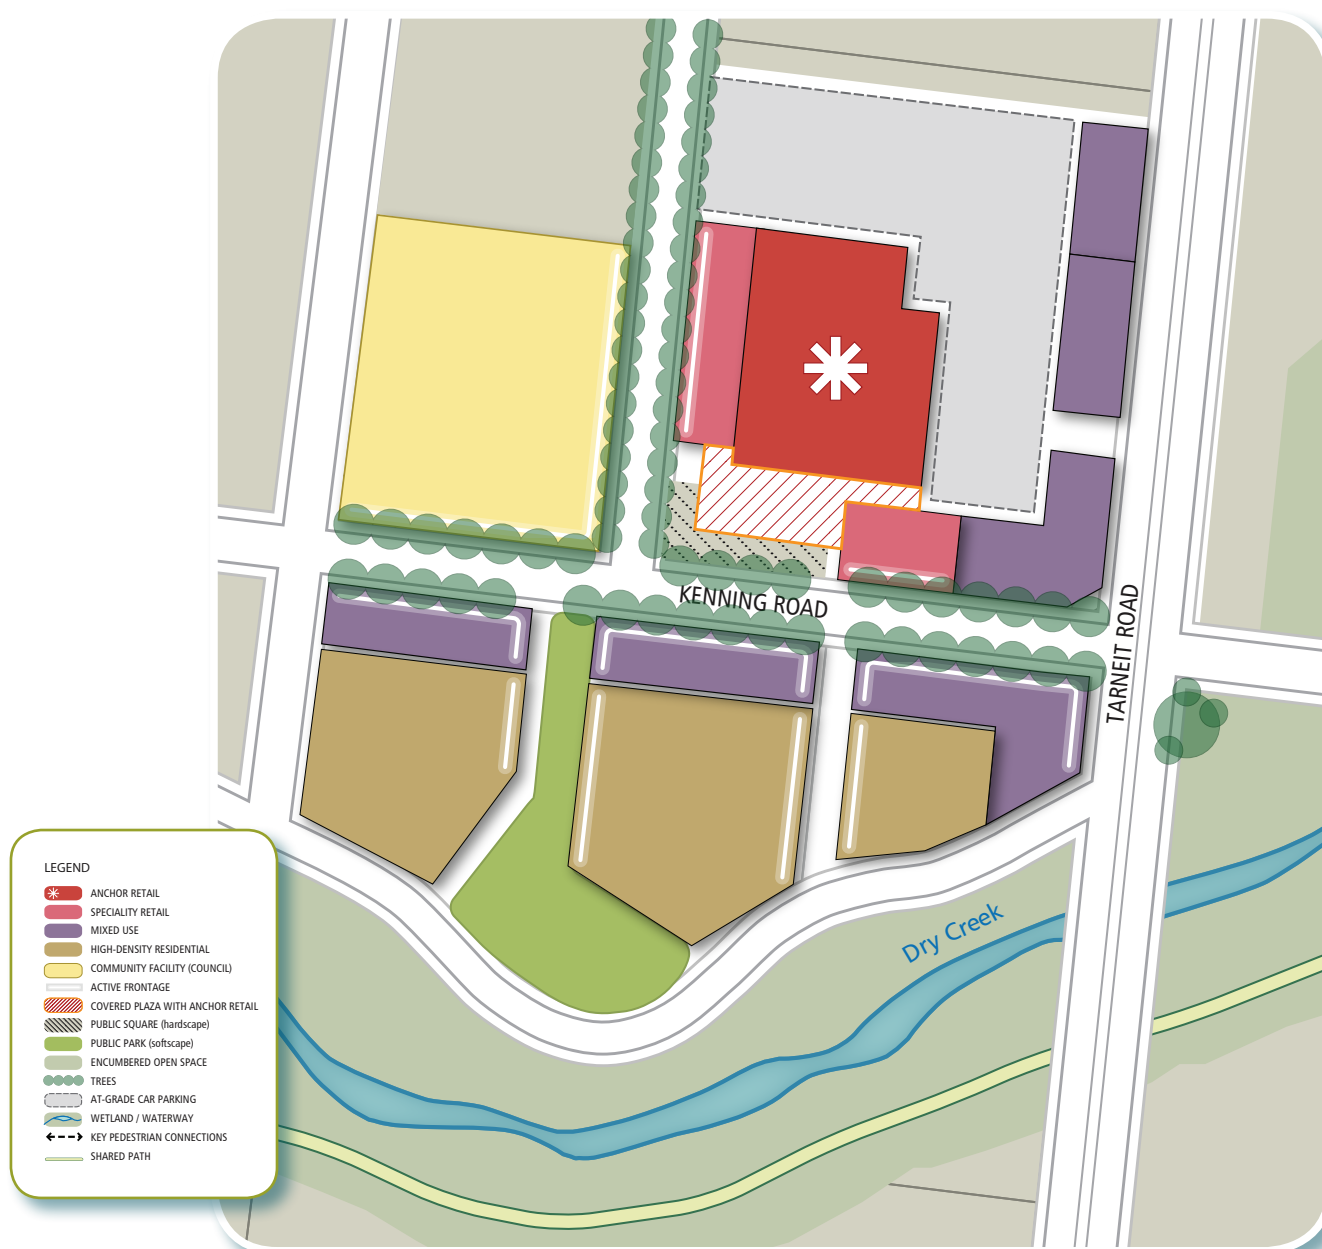 KENNING ROAD
TARNEIT ROAD
Dry Creek
LEGEND
ANCHOR RETAIL
SPECIALITY RETAIL
MIXED USE
HIGH-DENSITY RESIDENTIAL
COMMUNITY FACILITY (COUNCIL)
ACTIVE FRONTAGE
COVERED PLAZA WITH ANCHOR RETAIL
PUBLIC SQUARE (hardscape)
PUBLIC PARK (softscape)
ENCUMBERED OPEN SPACE
TREES
AT-GRADE CAR PARKING
WETLAND / WATERWAY
KEY PEDESTRIAN CONNECTIONS
SHARED PATH